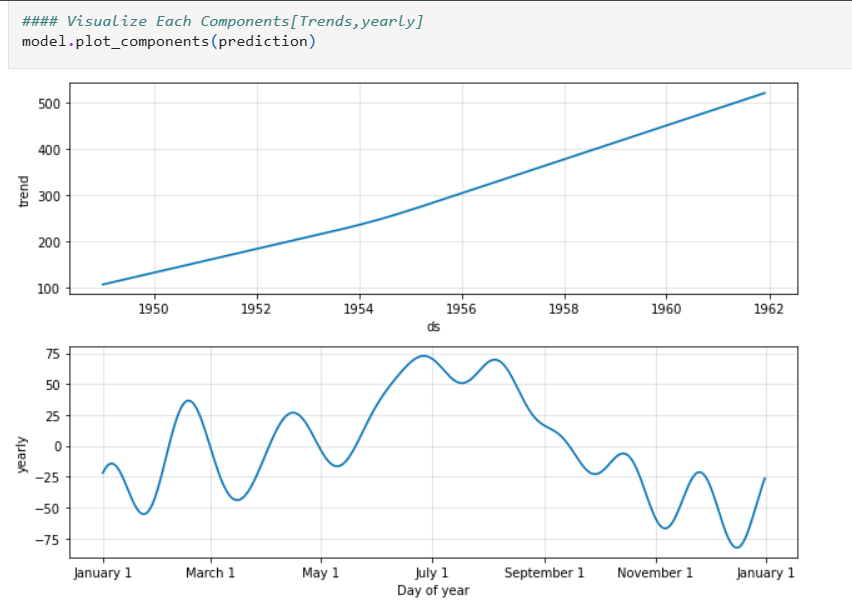 #### Visualize Each Components[Trends,yearly]
model.plot_components(prediction)
500
400
300
200
100
trend
1950 1952 1954 1956 1958 1960 1962
ds
75
50
25
0
−25
−50
−75
yearly
January 1 March 1 May 1 July 1 September 1 November 1 January 1
Day of year